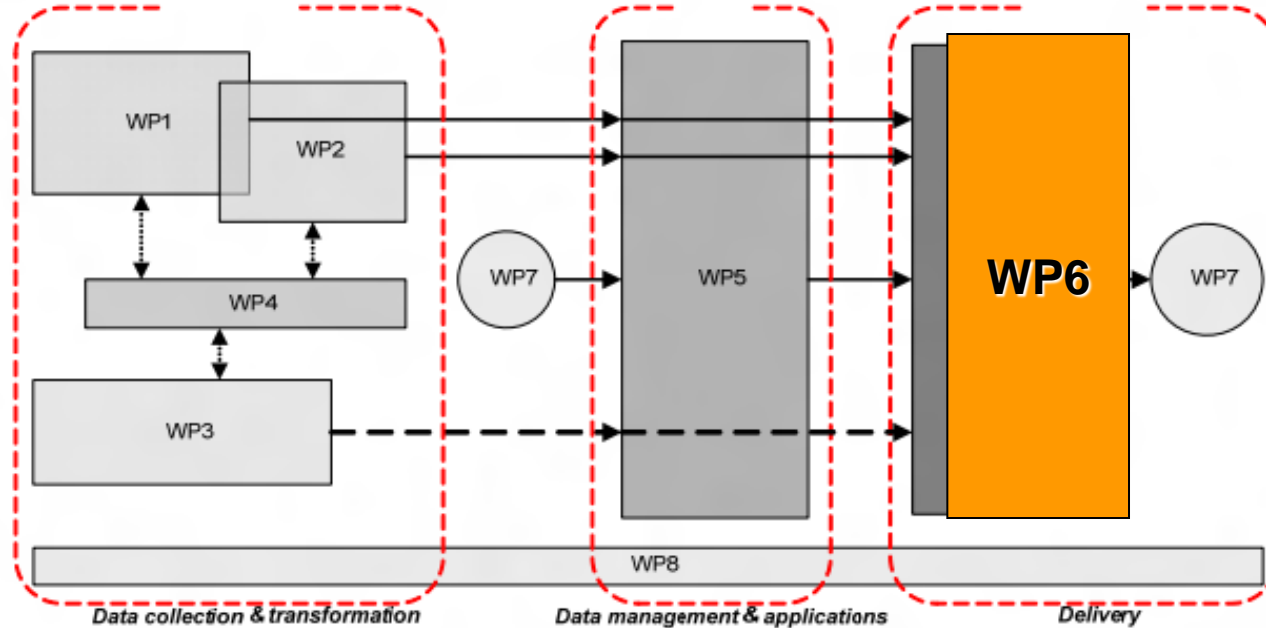 WP1
WP2
WP4
WP3
WP7
WP5
WP6
WP7
WP8
Data collection & transformation
Data management & applications
Delivery